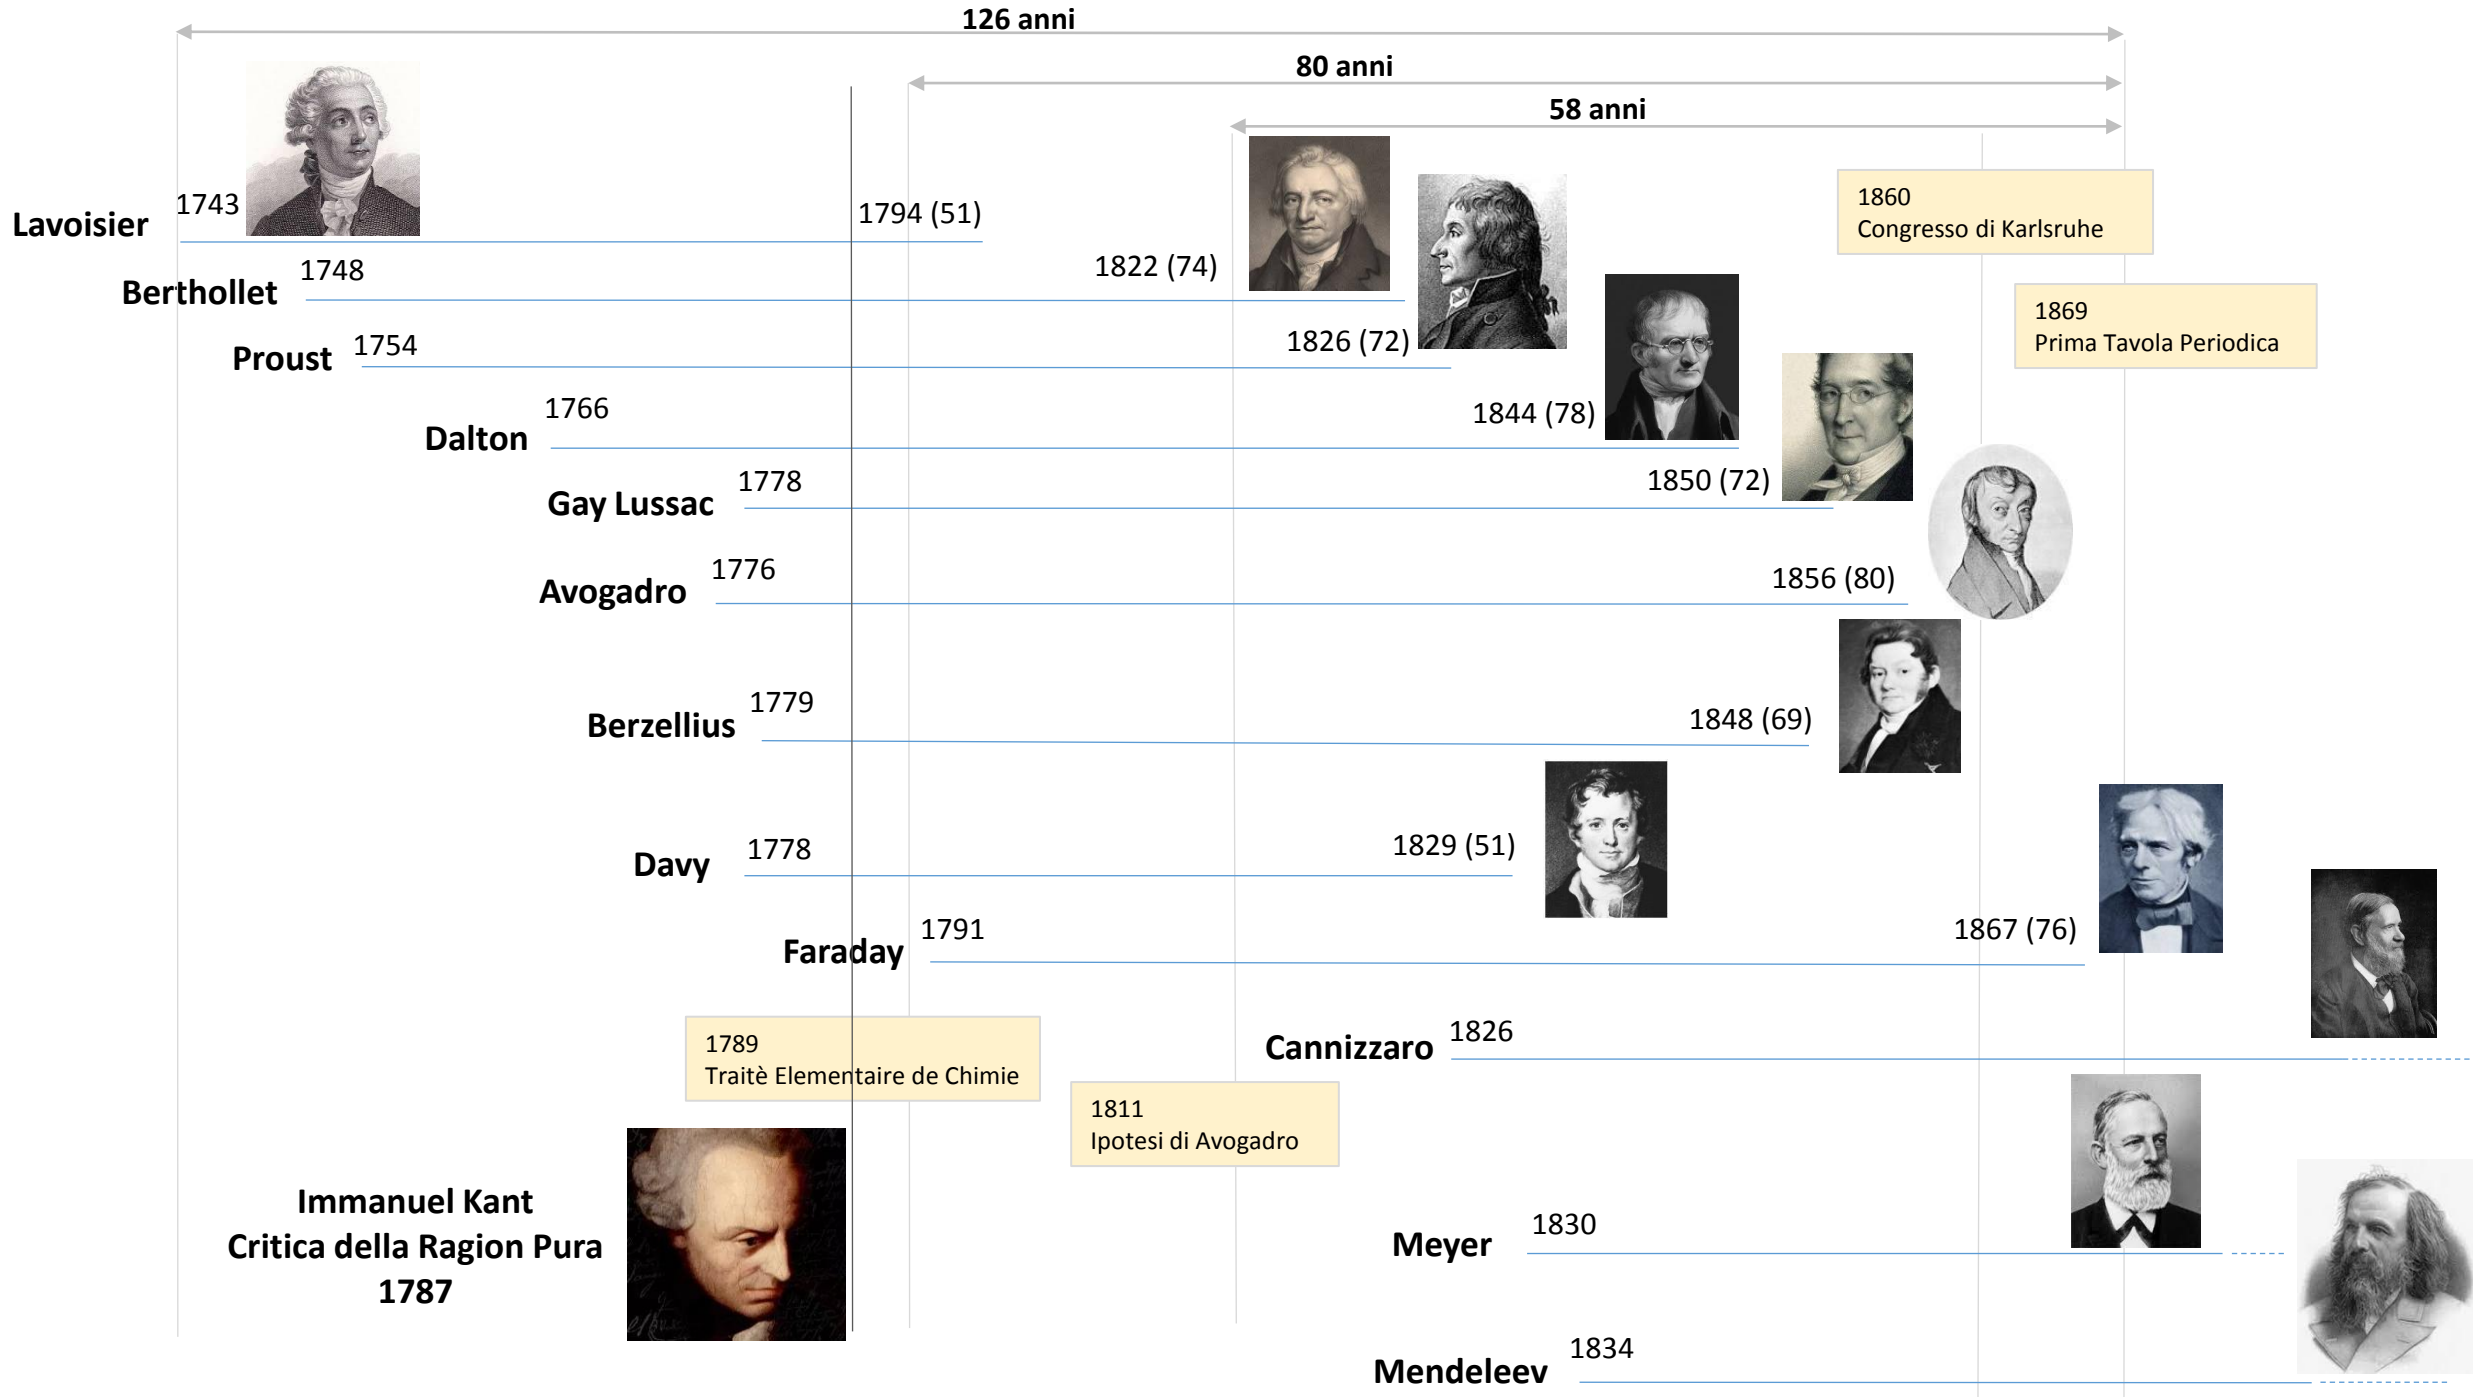 126 anni
80 anni
58 anni
Lavoisier
1743
1794 (51)
1860
Congresso di Karlsruhe
Berthollet
1748
1822 (74)
1869
Prima Tavola Periodica
Proust
1754
1826 (72)
Dalton
1766
1844 (78)
Gay Lussac
1778
1850 (72)
Avogadro
1776
1856 (80)
Berzellius
1779
1848 (69)
Davy
1778
1829 (51)
Faraday
1791
1867 (76)
1789
Traitè Elementaire de Chimie
Cannizzaro
1826
1811
Ipotesi di Avogadro
Immanuel Kant
Critica della Ragion Pura
1787
Meyer
1830
Mendeleev
1834